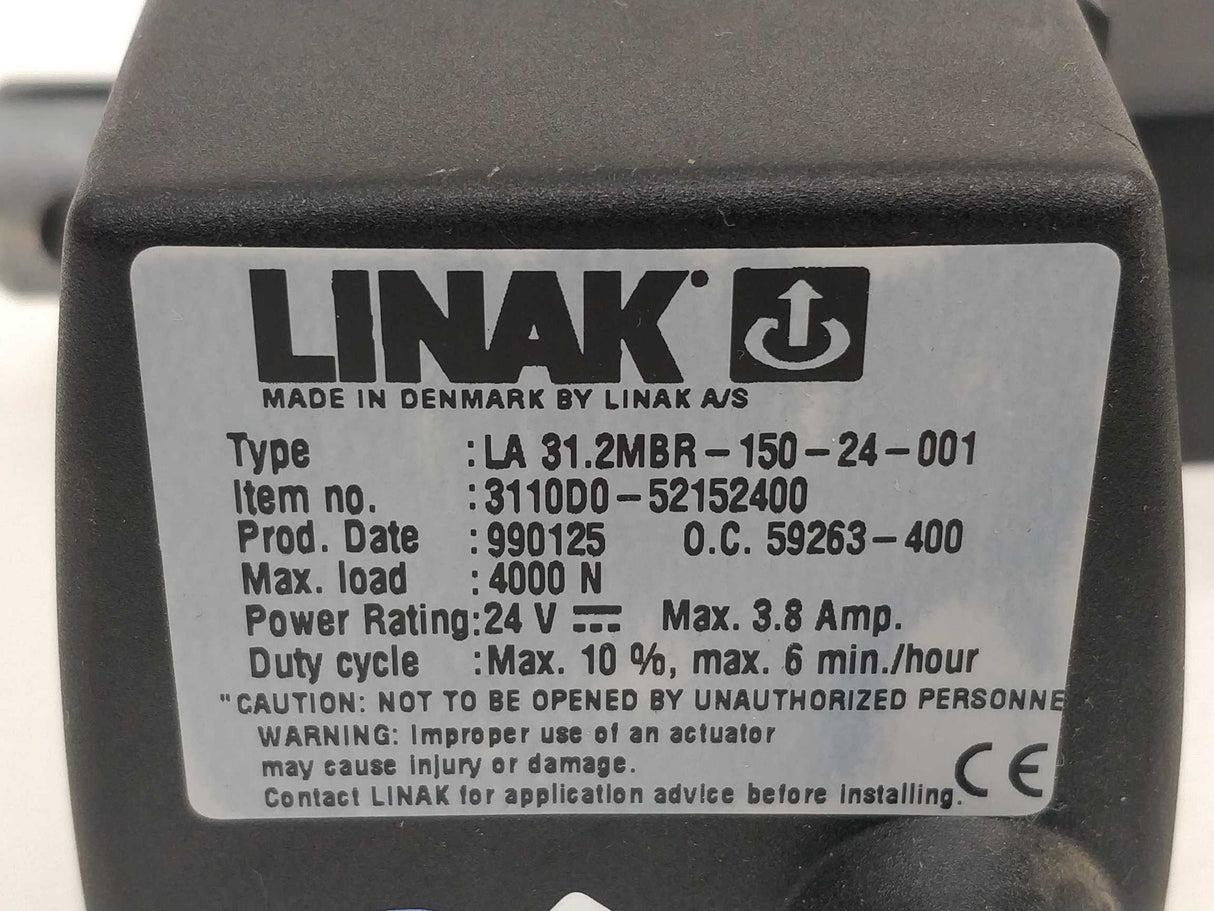 LINAK
MADE IN DENMARK BY LINAK A/S
Type :LA 31.2MBR-150-24-001
Item no. :3110D0-52152400
Prod. Date :990125 O.C. 59263-400
Max. load :4000 N
Power Rating:24 V ⎓ Max. 3.8 Amp.
Duty cycle :Max. 10 %, max. 6 min./hour
"CAUTION: NOT TO BE OPENED BY UNAUTHORIZED PERSONNE
WARNING: Improper use of an actuator
may cause injury or damage.
Contact LINAK for application advice before installing.
CE